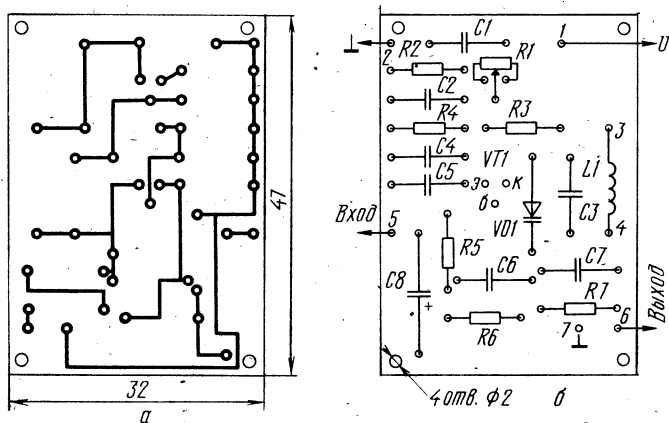 C1
1
U
2
R2
R1
C2
R4
R3
3
C4
VT1
C5
Э
К
L1
47
б
C3
Вход
5
VD1
4
R5
C8
C6
C7
+
R7
Выход
R6
7
6
32
4 отв. Ф2
а
б